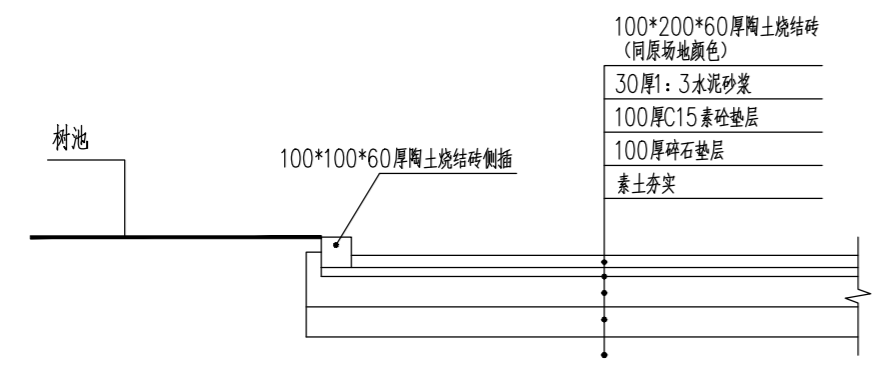 100*200*60厚陶土烧结砖
（同原场地颜色）
30厚1：3水泥砂浆
100厚C15素砼垫层
100厚碎石垫层
素土夯实
树池
100*100*60厚陶土烧结砖侧插